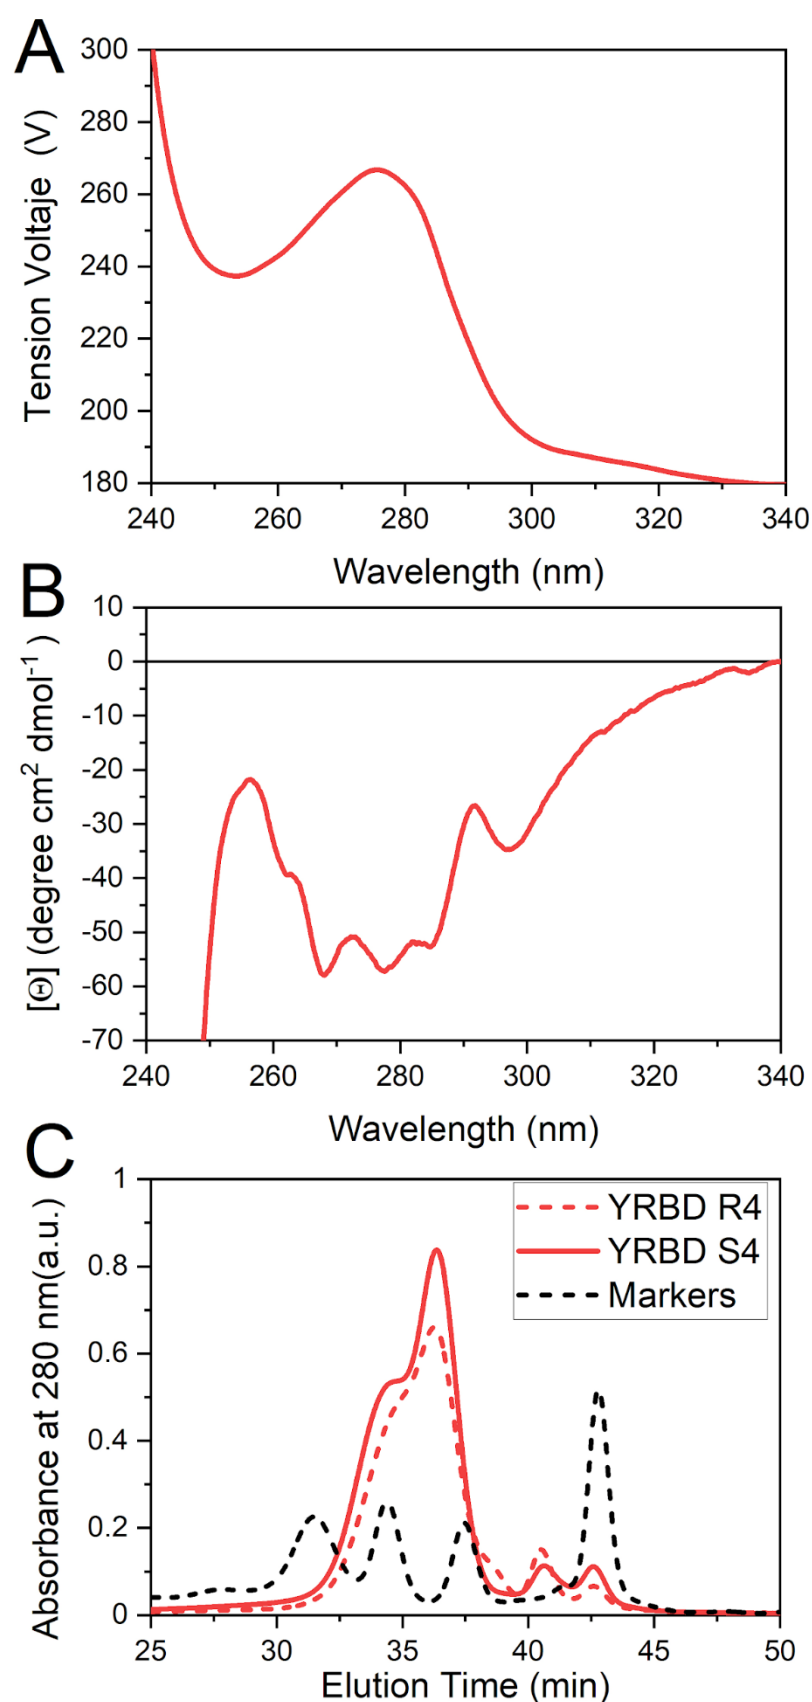 A
Tension Voltaje (V)
300
280
260
240
220
200
180
240 260 280 300 320 340
Wavelength (nm)
B
[Θ] (degree cm² dmol⁻¹ )
10
0
-10
-20
-30
-40
-50
-60
-70
240 260 280 300 320 340
Wavelength (nm)
C
Absorbance at 280 nm(a.u.)
1
0.8
0.6
0.4
0.2
0
YRBD R4
YRBD S4
Markers
25 30 35 40 45 50
Elution Time (min)